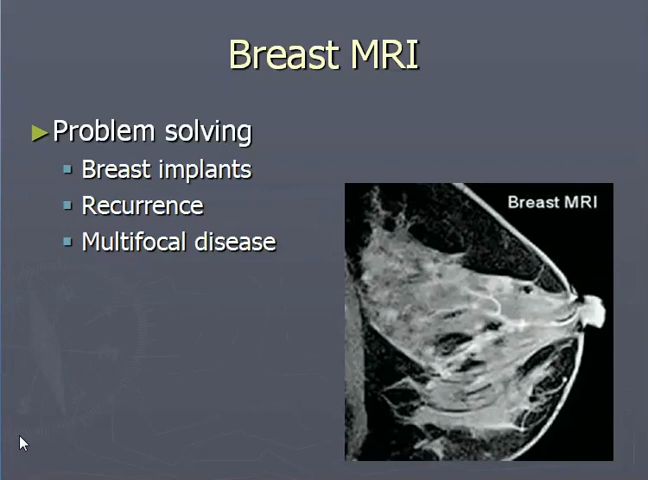 Breast MRI
Problem solving
Breast implants
Recurrence
Multifocal disease
Breast MRI